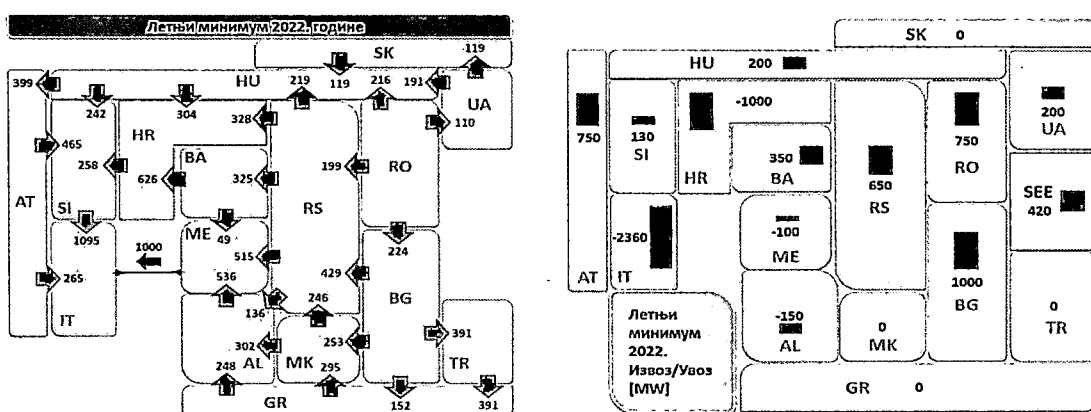 Летњи минимум 2022. године
SK
119
399
HU
219
119
216
191
UA
242
304
110
HR
328
465
258
BA
RO
626
325
199
AT
SI
RS
1095
ME
49
224
1000
515
536
429
265
BG
136
246
IT
391
302
253
AL
MK
TR
248
295
GR
152
391
SK 0
HU 200
-1000
750
130
SI
750
200
UA
350
BA
HR
650
RS
RO
SEE
420
-2360
-100
ME
IT
AT
1000
BG
0
TR
-150
AL
0
MK
Летњи
минимум
2022.
Извоз/Увоз
[MW]
GR 0